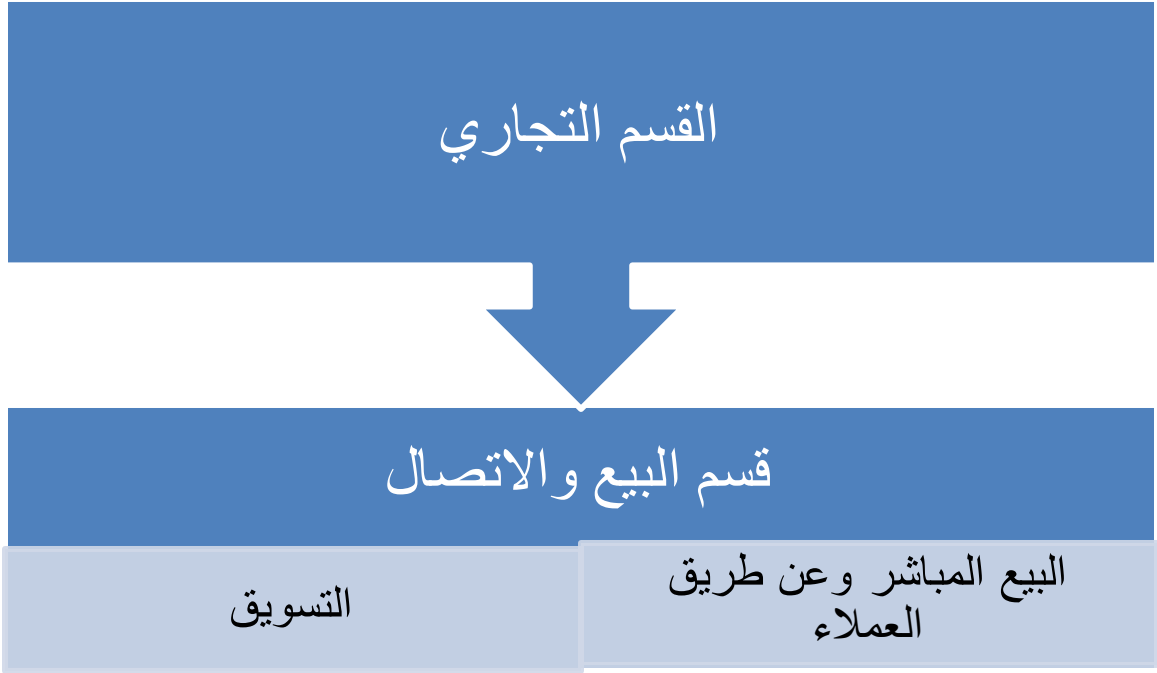 القسم التجاري
قسم البيع والاتصال
البيع المباشر وعن طريق
العملاء
التسويق